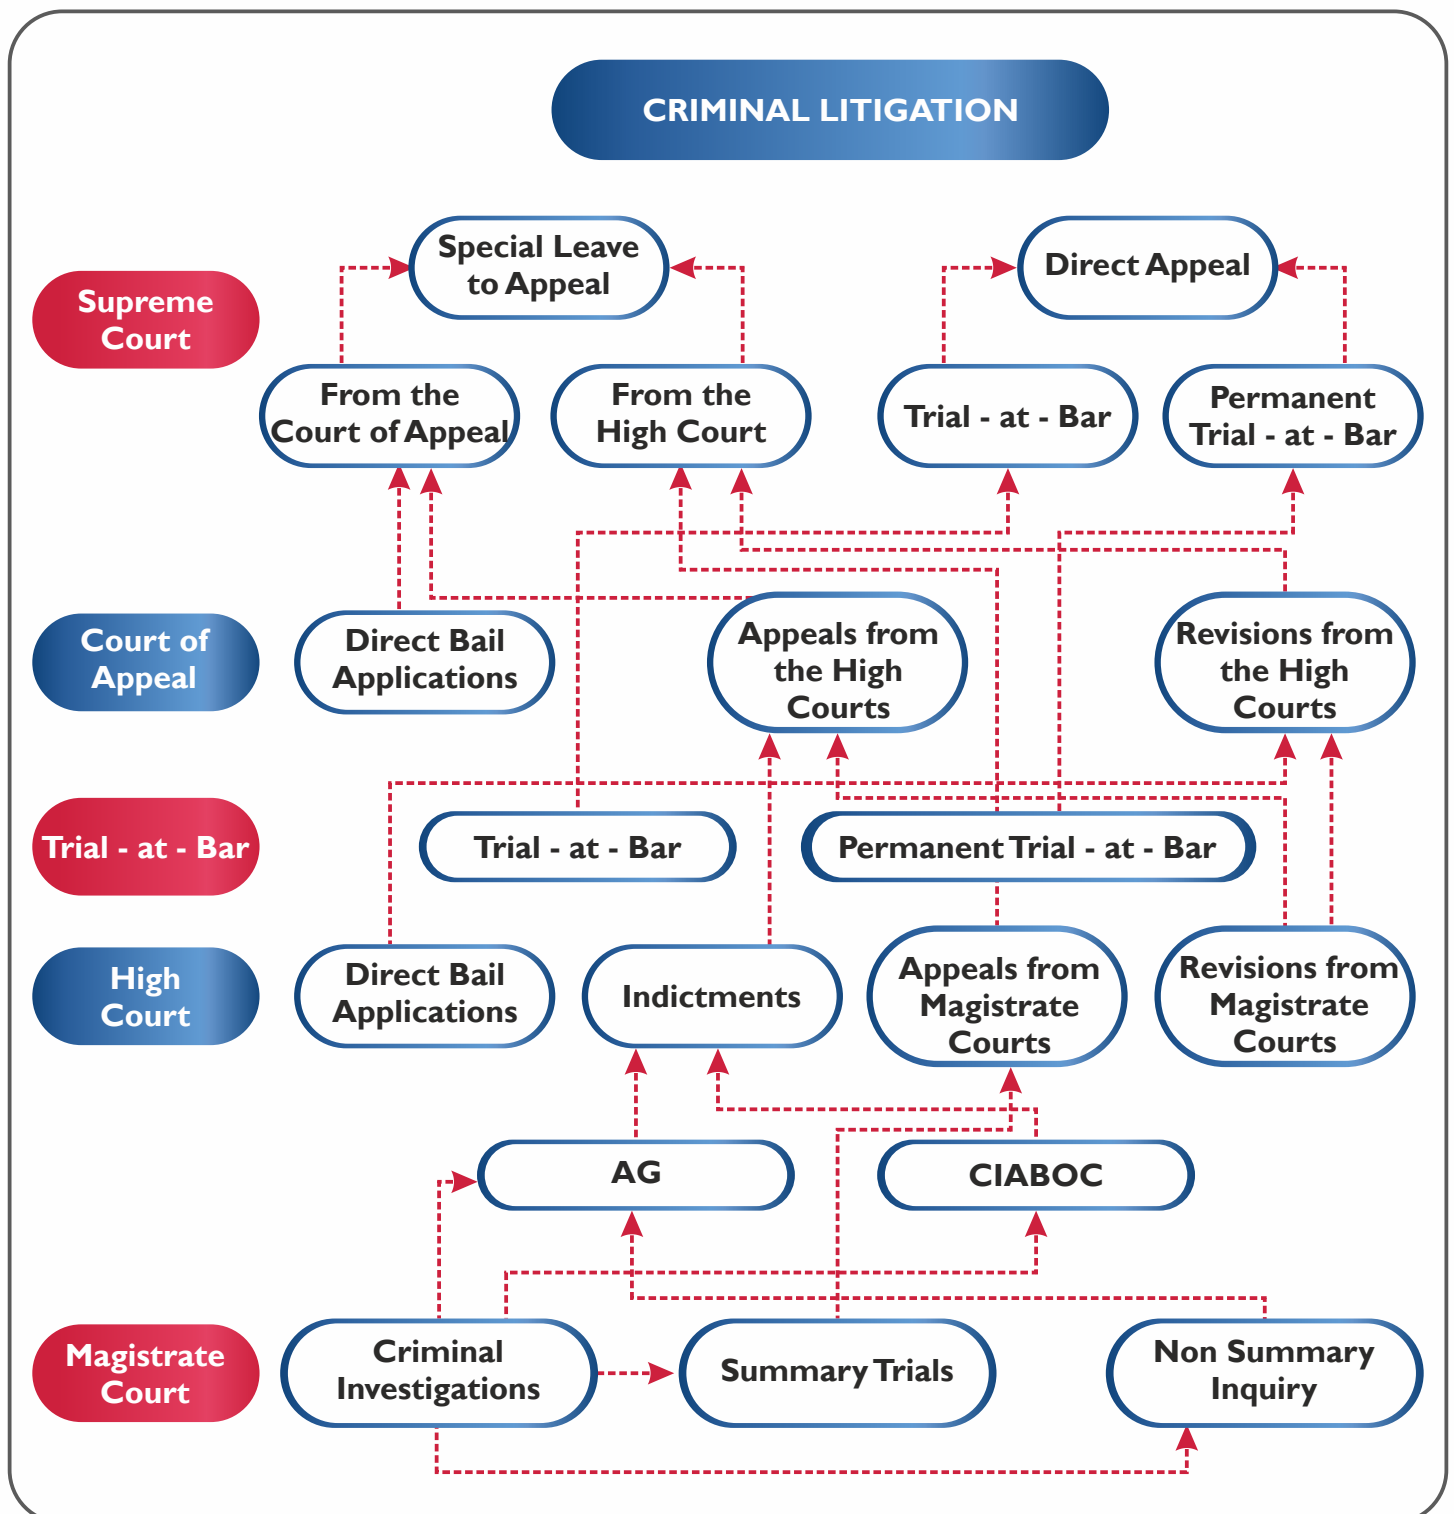 CRIMINAL LITIGATION
Special Leave
to Appeal
Direct Appeal
Supreme
Court
From the
Court of Appeal
From the
High Court
Trial - at - Bar
Permanent
Trial - at - Bar
Court of
Appeal
Direct Bail
Applications
Appeals from
the High
Courts
Revisions from
the High
Courts
Trial - at - Bar
Trial - at - Bar
Permanent Trial - at - Bar
High
Court
Direct Bail
Applications
Indictments
Appeals from
Magistrate
Courts
Revisions from
Magistrate
Courts
AG
CIABOC
Magistrate
Court
Criminal
Investigations
Summary Trials
Non Summary
Inquiry